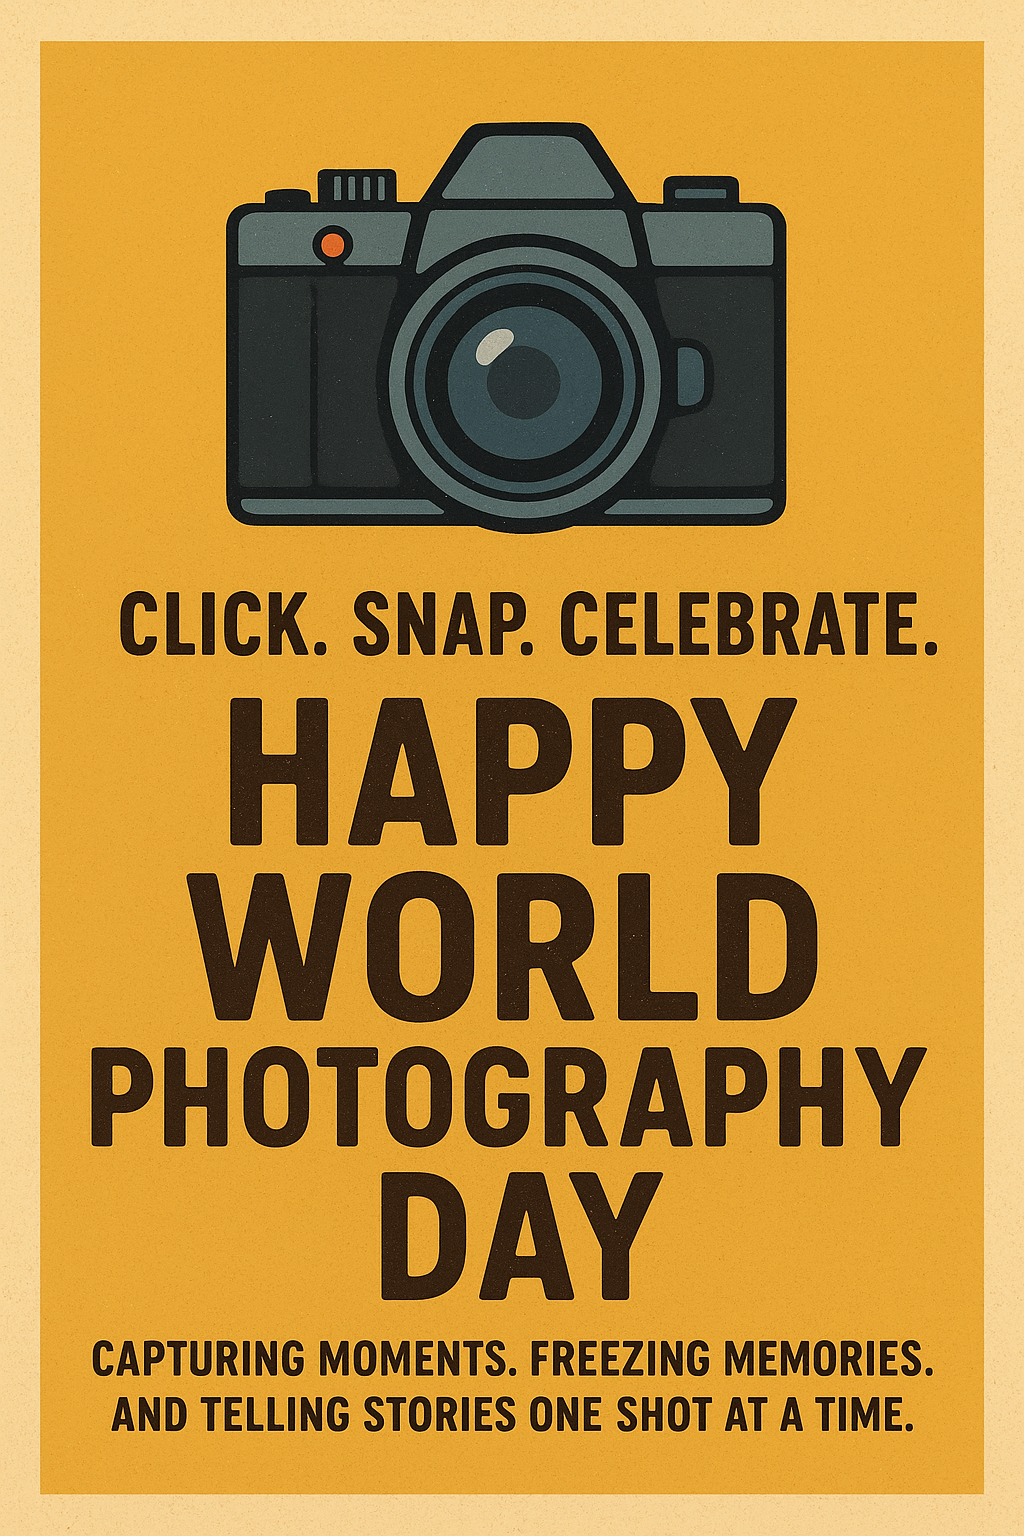 CLICK. SNAP. CELEBRATE.
HAPPY
WORLD
PHOTOGRAPHY
DAY
CAPTURING MOMENTS. FREEZING MEMORIES.
AND TELLING STORIES ONE SHOT AT A TIME.